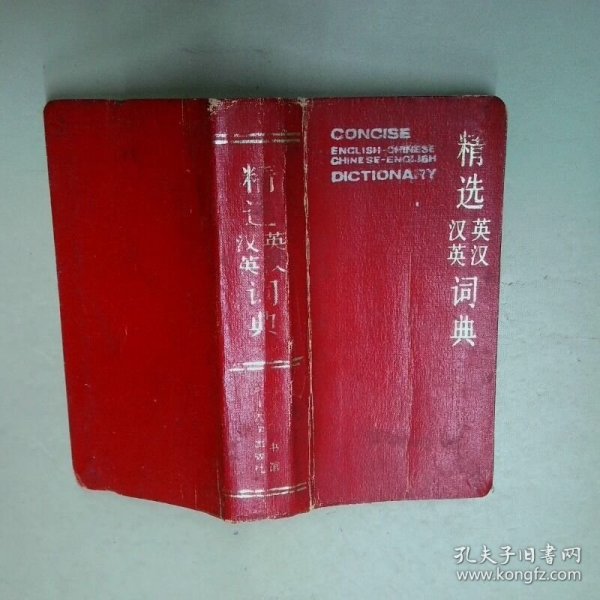 CONCISE
ENGLISH-CHINESE
CHINESE-ENGLISH
DICTIONARY
精选
英汉
汉英
词典
精选
英汉
汉英
词典
孔夫子旧书网
www.kongfz.com